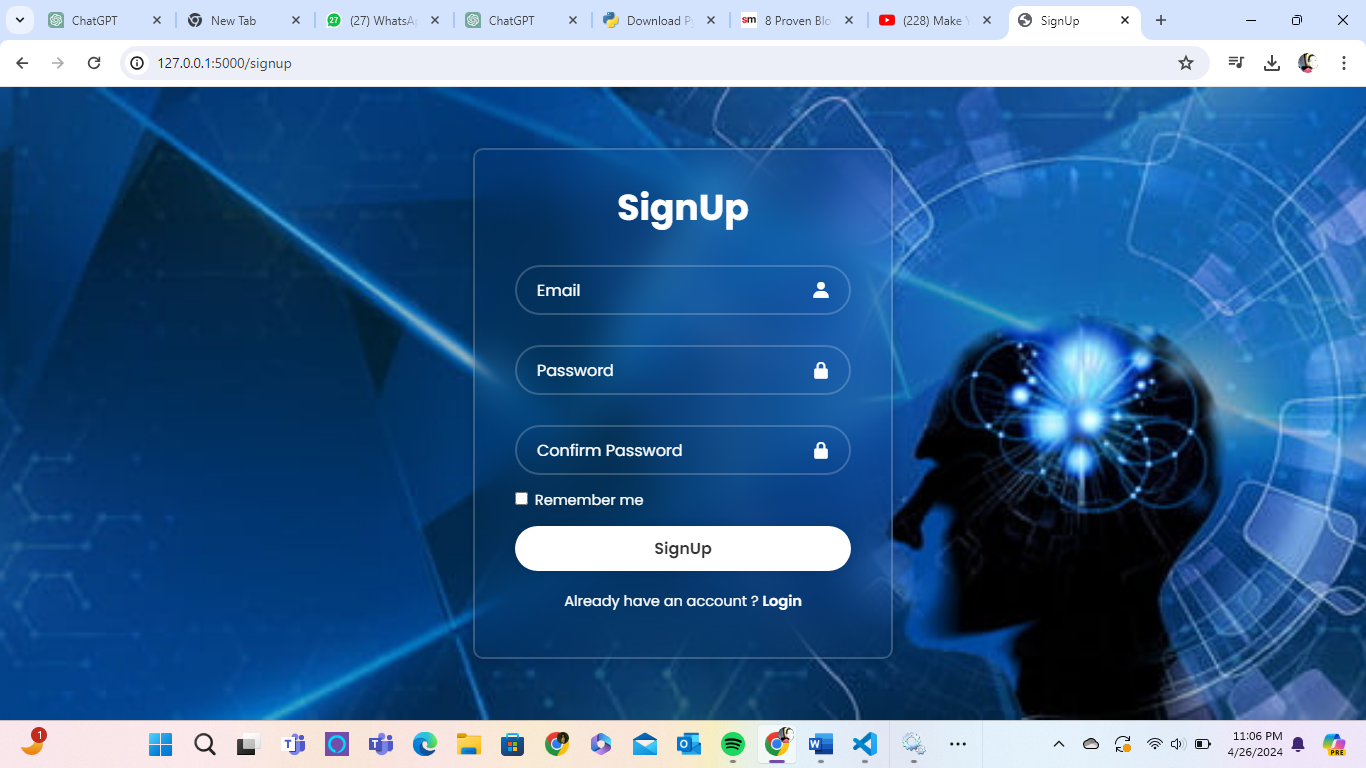 ChatGPT
New Tab
(27) WhatsA
ChatGPT
Download Py
8 Proven Blo
(228) Make Y
SignUp
127.0.0.1:5000/signup
SignUp
Email
Password
Confirm Password
Remember me
SignUp
Already have an account ? Login
11:06 PM
4/26/2024
1
27
sm
PRE